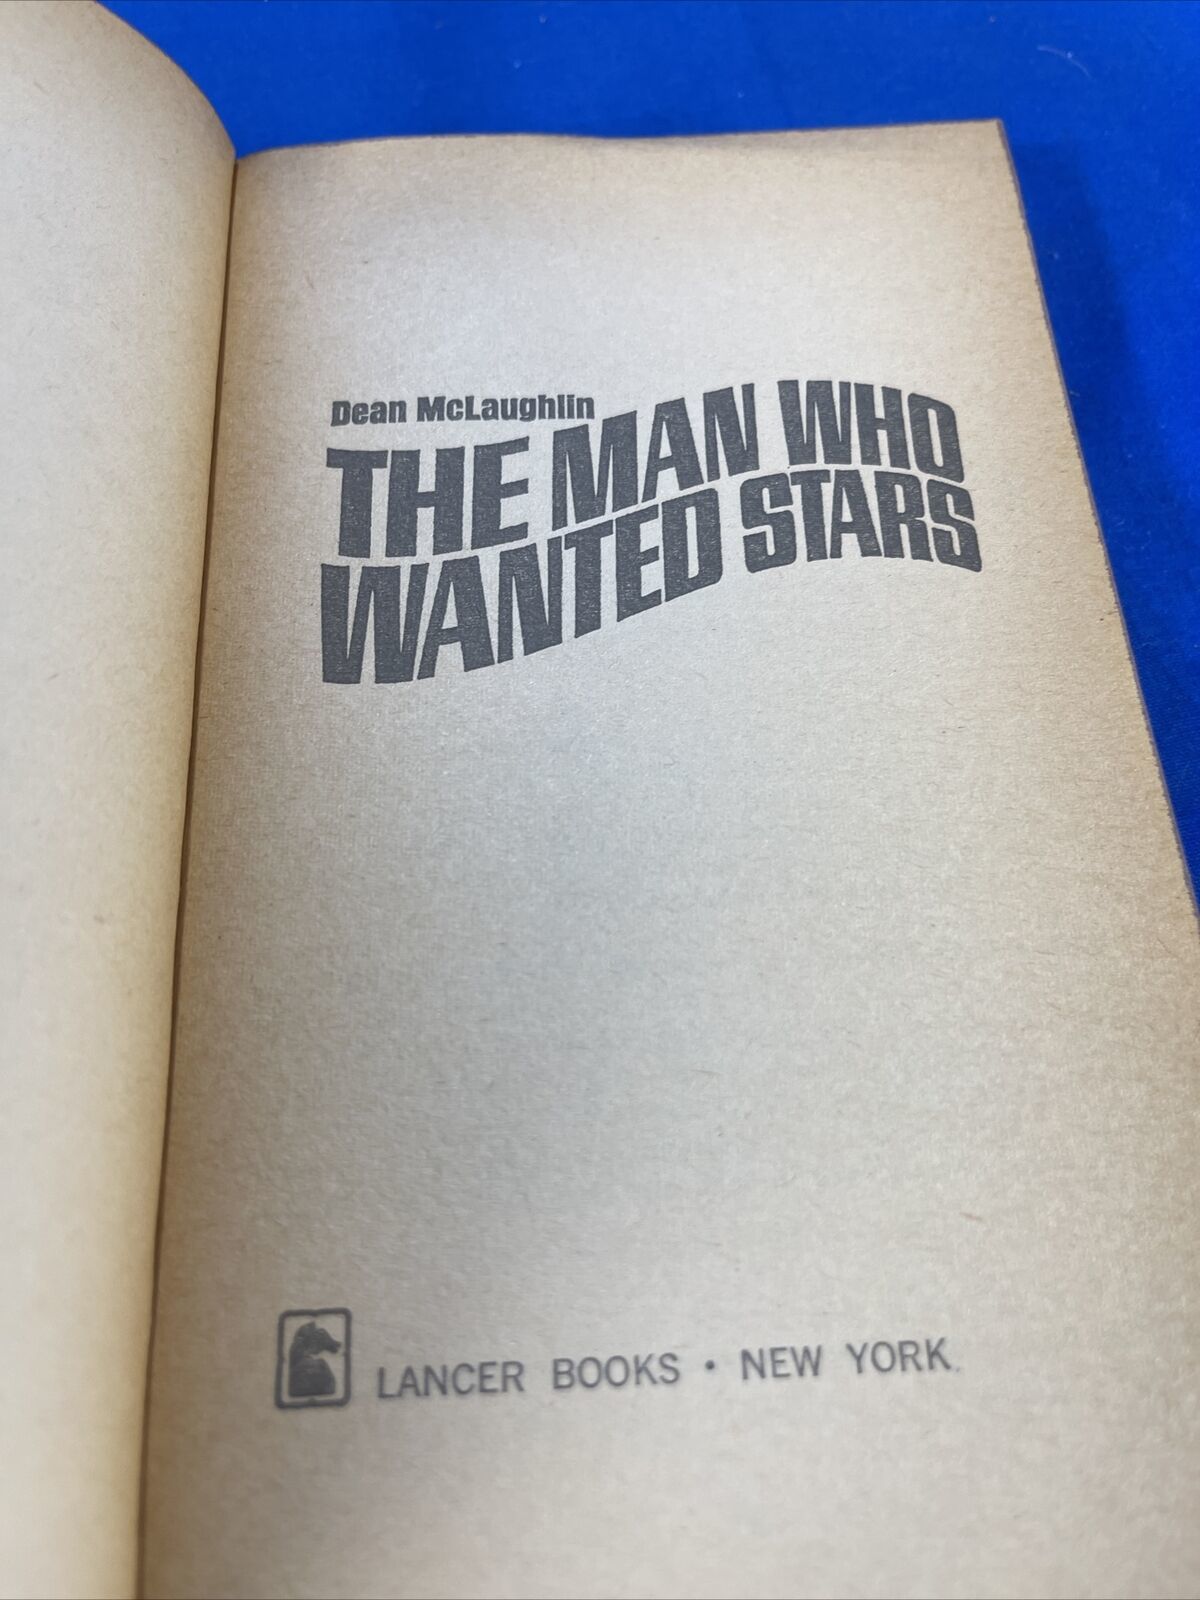 Dean McLaughlin
THE MAN WHO
WANTED STARS
LANCER BOOKS • NEW YORK